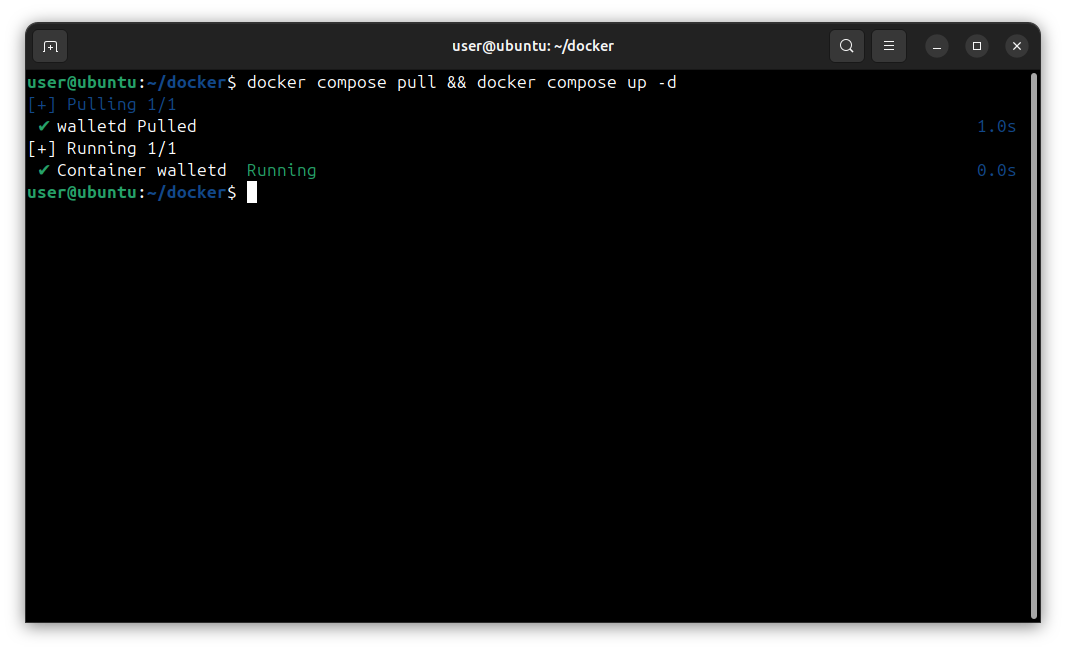 user@ubuntu: ~/docker
user@ubuntu:~/docker$ docker compose pull && docker compose up -d
[+] Pulling 1/1
✔ walletd Pulled 1.0s
[+] Running 1/1
✔ Container walletd  Running 0.0s
user@ubuntu:~/docker$